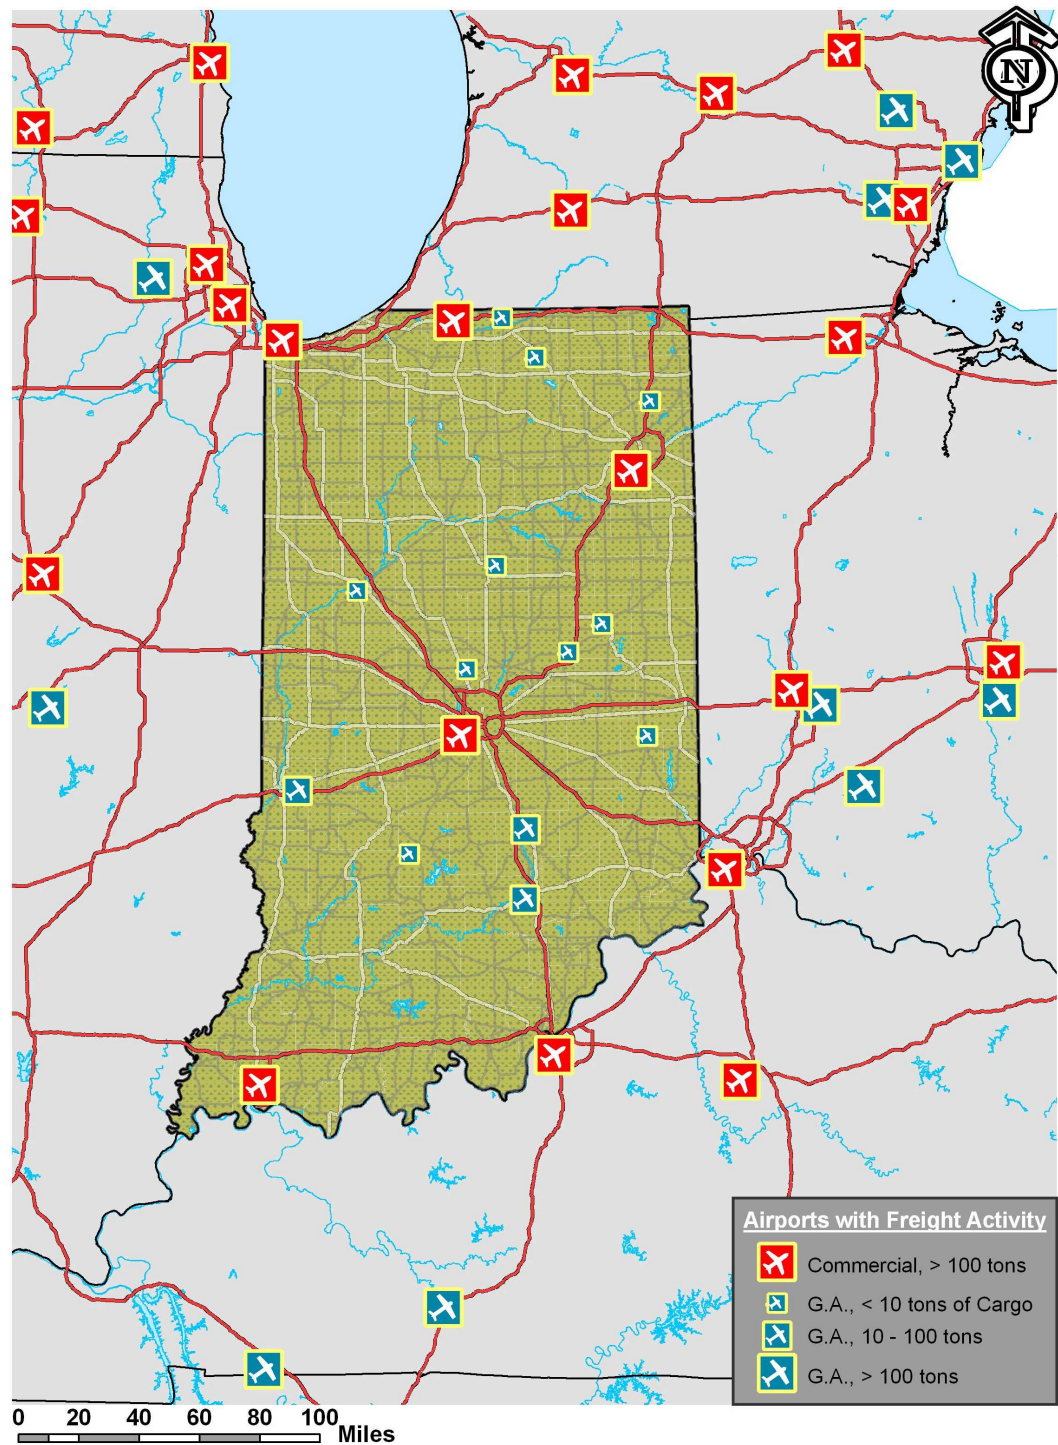 N
Airports with Freight Activity
Commercial, > 100 tons
G.A., < 10 tons of Cargo
G.A., 10 - 100 tons
G.A., > 100 tons
0 20 40 60 80 100
Miles